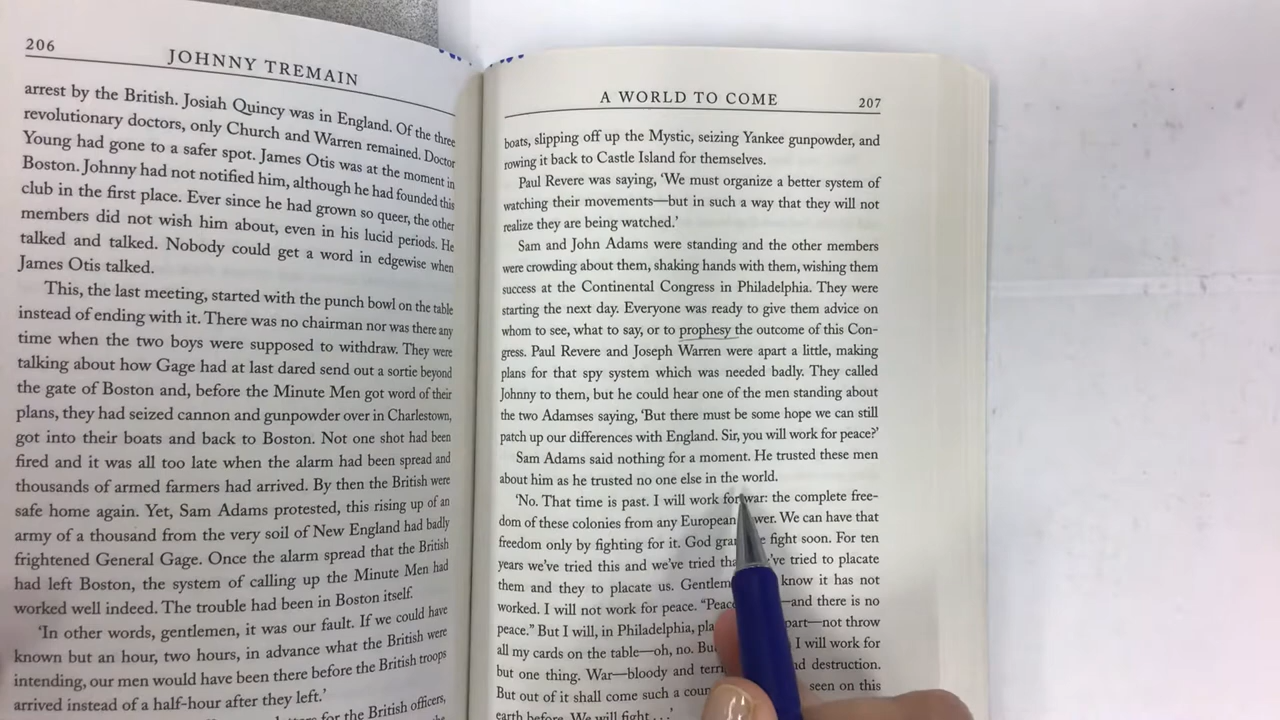 206
JOHNNY TREMAIN
arrest by the British. Josiah Quincy was in England. Of the three
revolutionary doctors, only Church and Warren remained. Doctor
Young had gone to a safer spot. James Otis was at the moment in
Boston. Johnny had not notified him, although he had founded this
club in the first place. Ever since he had grown so queer, the other
members did not wish him about, even in his lucid periods. He
talked and talked. Nobody could get a word in edgewise when
James Otis talked.
This, the last meeting, started with the punch bowl on the table
instead of ending with it. There was no chairman nor was there any
time when the two boys were supposed to withdraw. They were
talking about how Gage had at last dared send out a sortie beyond
the gate of Boston and, before the Minute Men got word of their
plans, they had seized cannon and gunpowder over in Charlestown,
got into their boats and back to Boston. Not one shot had been
fired and it was all too late when the alarm had been spread and
thousands of armed farmers had arrived. By then the British were
safe home again. Yet, Sam Adams protested, this rising up of an
army of a thousand from the very soil of New England had badly
frightened General Gage. Once the alarm spread that the British
had left Boston, the system of calling up the Minute Men had
worked well indeed. The trouble had been in Boston itself.
‘In other words, gentlemen, it was our fault. If we could have
known but an hour, two hours, in advance what the British were
intending, our men would have been there before the British troops
arrived instead of a half-hour after they left.’
for the British officers,
A WORLD TO COME
207
boats, slipping off up the Mystic, seizing Yankee gunpowder, and
rowing it back to Castle Island for themselves.
Paul Revere was saying, ‘We must organize a better system of
watching their movements—but in such a way that they will not
realize they are being watched.’
Sam and John Adams were standing and the other members
were crowding about them, shaking hands with them, wishing them
success at the Continental Congress in Philadelphia. They were
starting the next day. Everyone was ready to give them advice on
whom to see, what to say, or to prophesy the outcome of this Con-
gress. Paul Revere and Joseph Warren were apart a little, making
plans for that spy system which was needed badly. They called
Johnny to them, but he could hear one of the men standing about
the two Adamses saying, ‘But there must be some hope we can still
patch up our differences with England. Sir, you will work for peace?’
Sam Adams said nothing for a moment. He trusted these men
about him as he trusted no one else in the world.
‘No. That time is past. I will work for war: the complete free-
dom of these colonies from any European We can have that
freedom only by fighting for it. God fight soon. For ten
years we’ve tried this and we’ve tried tried to placate
them and they to placate us. know it has not
worked. I will not work for peace. “Peace —and there is no
peace.” But I will, in Philadelphia, part—not throw
all my cards on the table—oh, no. I will work for
but one thing. War—bloody and destruction.
But out of it shall come such a seen on this
earth before. We will fight . . .’